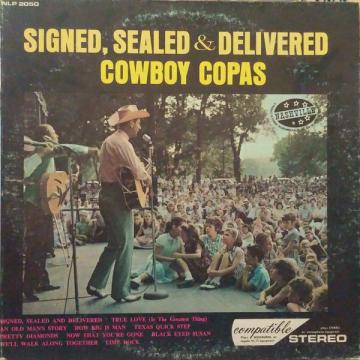 NLP 2050
SIGNED, SEALED & DELIVERED
COWBOY COPAS
NASHVILLE
SIGNED, SEALED AND DELIVERED · TRUE LOVE (Is The Greatest Thing)
AN OLD MAN'S STORY HOW BIG IS MAN TEXAS QUICK STEP
PRETTY DIAMONDS NOW THAT YOU'RE GONE BLACK EYED SUSAN
WE'LL WALK ALONG TOGETHER CIMY ROCK
compatible
STEREO